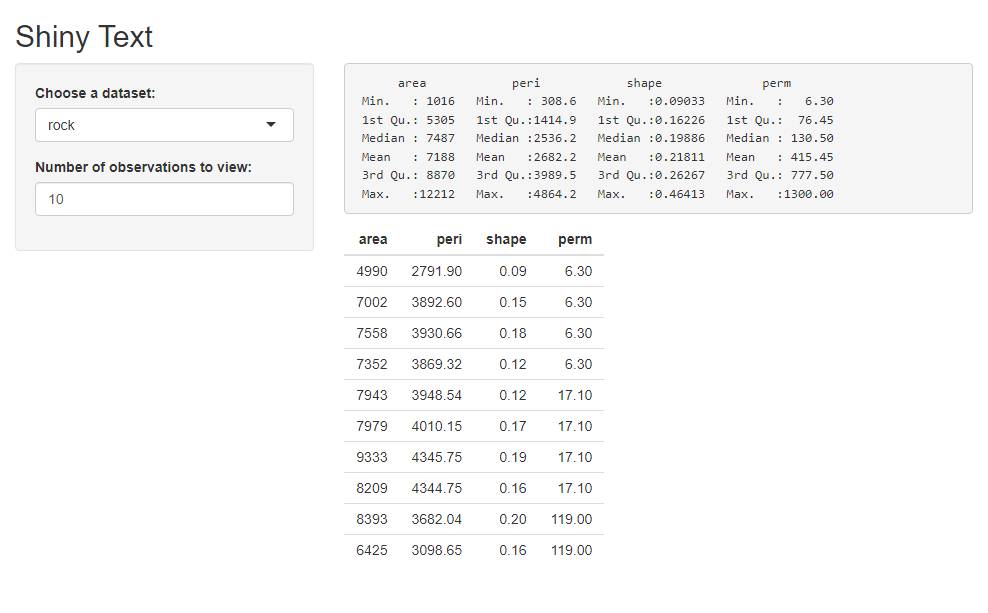 Shiny Text
Choose a dataset:
rock
Number of observations to view:
10
area peri shape perm
Min. : 1016 Min. : 308.6 Min. :0.09033 Min. : 6.30
1st Qu.: 5305 1st Qu.:1414.9 1st Qu.:0.16226 1st Qu.: 76.45
Median : 7487 Median :2536.2 Median :0.19886 Median : 130.50
Mean : 7188 Mean :2682.2 Mean :0.21811 Mean : 415.45
3rd Qu.: 8870 3rd Qu.:3989.5 3rd Qu.:0.26267 3rd Qu.: 777.50
Max. :12212 Max. :4864.2 Max. :0.46413 Max. :1300.00
area peri shape perm
4990 2791.90 0.09 6.30
7002 3892.60 0.15 6.30
7558 3930.66 0.18 6.30
7352 3869.32 0.12 6.30
7943 3948.54 0.12 17.10
7979 4010.15 0.17 17.10
9333 4345.75 0.19 17.10
8209 4344.75 0.16 17.10
8393 3682.04 0.20 119.00
6425 3098.65 0.16 119.00